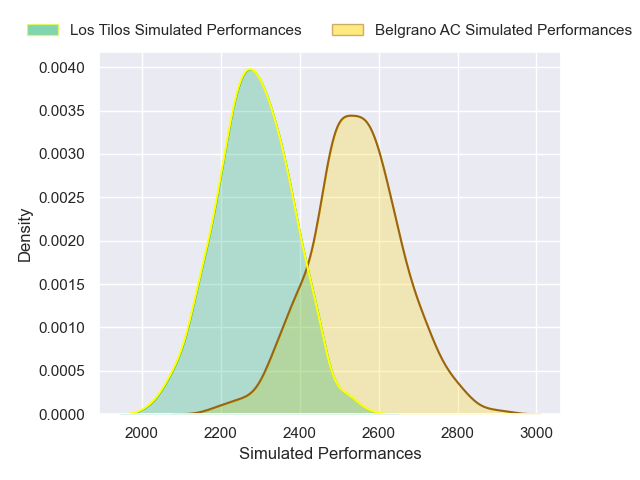 Los Tilos Simulated Performances
Belgrano AC Simulated Performances
0.0040
0.0035
0.0030
0.0025
0.0020
0.0015
0.0010
0.0005
0.0000
Density
2000 2200 2400 2600 2800 3000
Simulated Performances